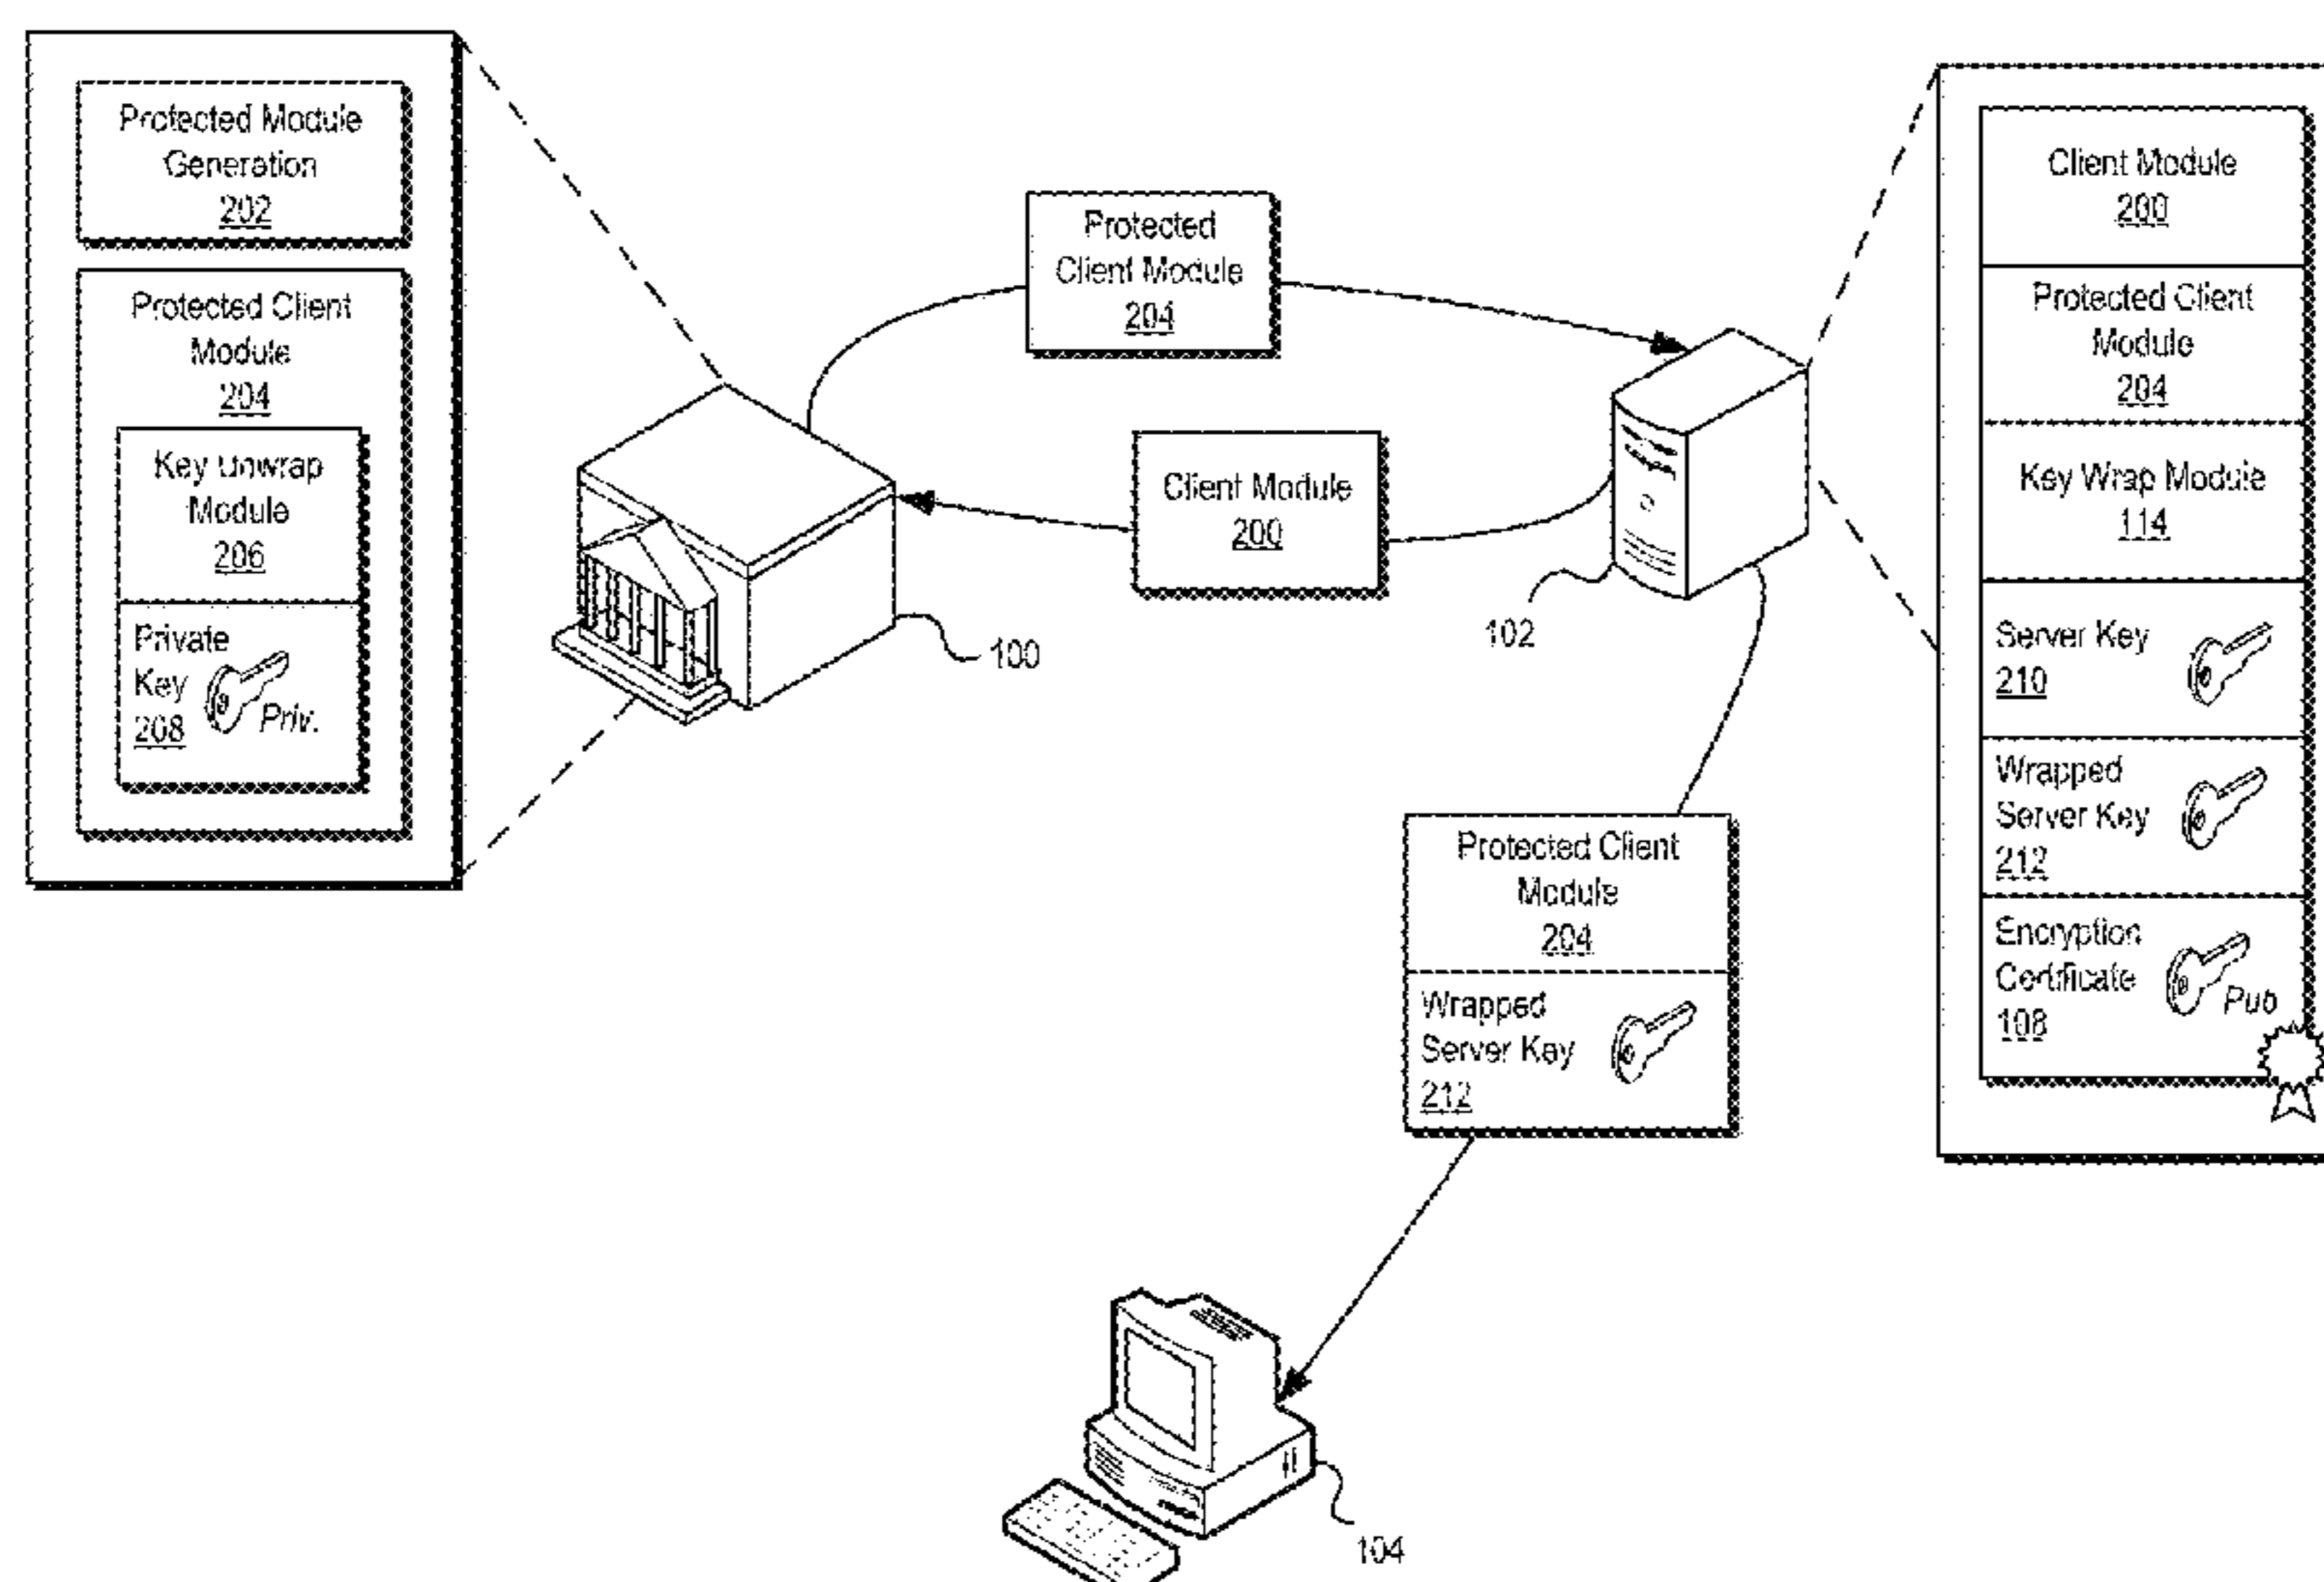 Protected Module
Generation
202
Protected Client
Module
204
Key Unwrap
Module
206
Private
Key
208
Priv.
Protected
Client Module
204
Client Module
200
100
102
Protected Client
Module
204
Wrapped
Server Key
212
104
Client Module
200
Protected Client
Module
204
Key Wrap Module
114
Server Key
210
Wrapped
Server Key
212
Encryption
Certificate
108
Pub